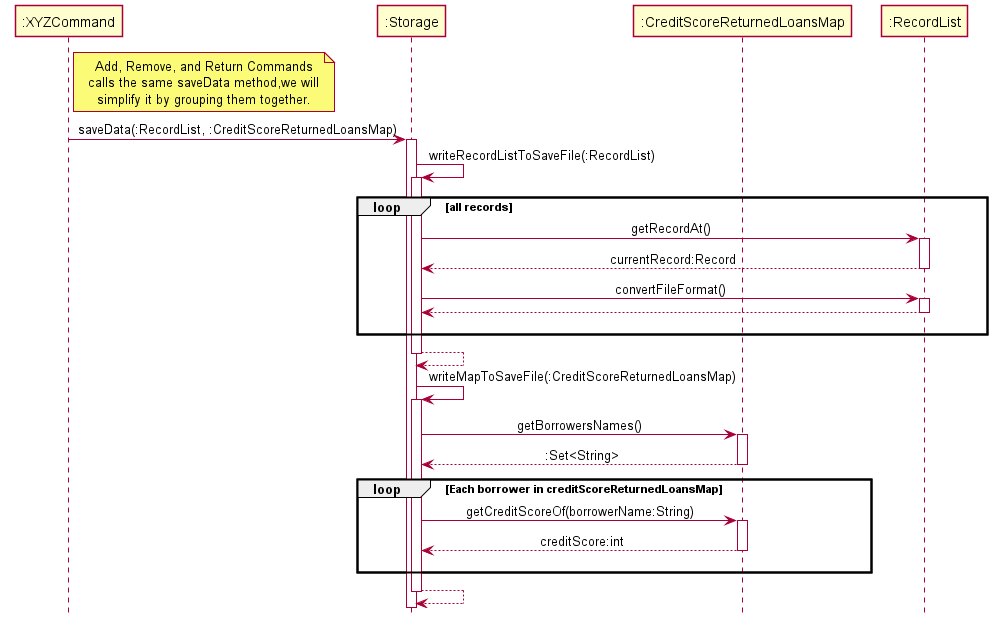 :XYZCommand
:Storage
:CreditScoreReturnedLoansMap
:RecordList
Add, Remove, and Return Commands
calls the same saveData method,we will
simplify it by grouping them together.
saveData(:RecordList, :CreditScoreReturnedLoansMap)
writeRecordListToSaveFile(:RecordList)
loop
[all records]
getRecordAt()
currentRecord:Record
convertFileFormat()
writeMapToSaveFile(:CreditScoreReturnedLoansMap)
getBorrowersNames()
:Set<String>
loop
[Each borrower in creditScoreReturnedLoansMap]
getCreditScoreOf(borrowerName:String)
creditScore:int